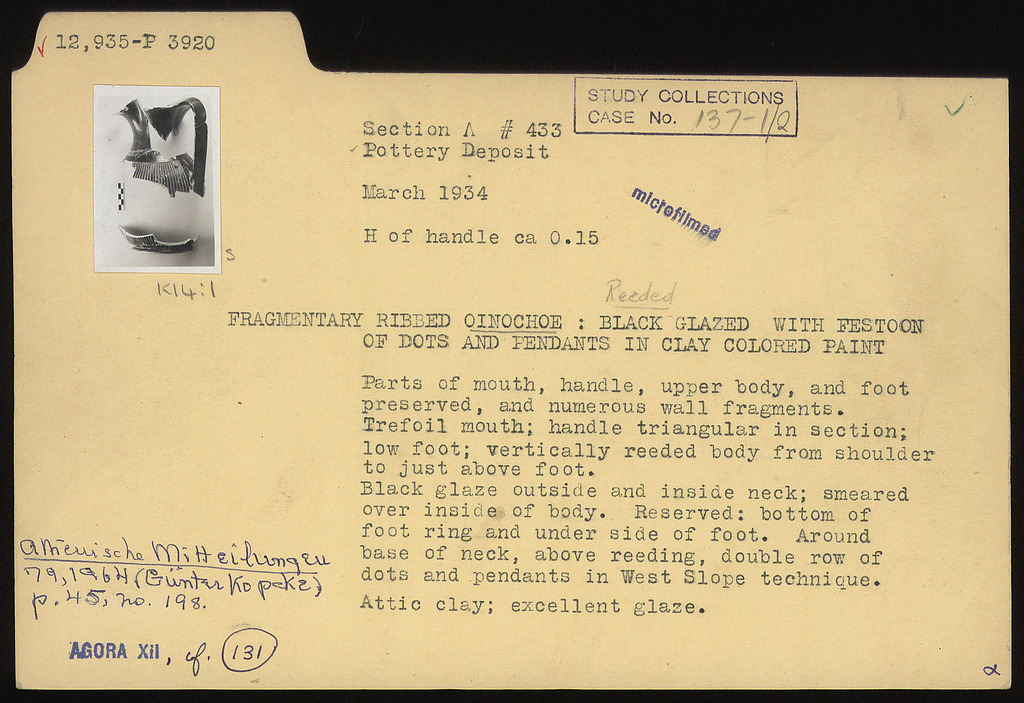 ✓ 12,935-P 3920
STUDY COLLECTIONS
CASE No. 137-1/2
Section Α # 433
✓ Pottery Deposit
March 1934
microfilmed
H of handle ca 0.15
S
K14:1
Reeded
FRAGMENTARY RIBBED OINOCHOE : BLACK GLAZED WITH FESTOON
OF DOTS AND PENDANTS IN CLAY COLORED PAINT
Parts of mouth, handle, upper body, and foot
preserved, and numerous wall fragments.
Trefoil mouth; handle triangular in section;
low foot; vertically reeded body from shoulder
to just above foot.
Black glaze outside and inside neck; smeared
over inside of body. Reserved: bottom of
foot ring and under side of foot. Around
base of neck, above reeding, double row of
dots and pendants in West Slope technique.
Attic clay; excellent glaze.
Athenische Mitteilungen
79, 1964 (Günter Kopcke)
p. 45, no. 198.
AGORA XII, cf. 131
α